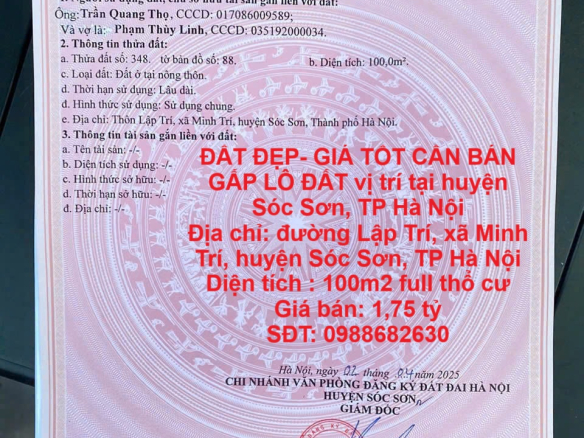 Ông: Trần Quang Thọ, CCCD: 017086009589;
Và vợ là: Phạm Thùy Linh, CCCD: 035192000034.
2. Thông tin thửa đất:
a. Thửa đất số: 348. tờ bản đồ số: 88. b. Diện tích: 100,0m².
c. Loại đất: Đất ở tại nông thôn.
d. Thời hạn sử dụng: Lâu dài.
đ. Hình thức sử dụng: Sử dụng chung.
e. Địa chỉ: Thôn Lập Trí, xã Minh Trí, huyện Sóc Sơn, Thành phố Hà Nội.
3. Thông tin tài sản gắn liền với đất:
a. Tên tài sản: -/-
b. Diện tích sử dụng: -/-
c. Hình thức sở hữu: -/-
d. Thời hạn sở hữu: -/-
đ. Địa chỉ: -/-
ĐẤT ĐẸP- GIÁ TỐT CẦN BÁN
GẤP LÔ ĐẤT vị trí tại huyện
Sóc Sơn, TP Hà Nội
Địa chỉ: đường Lập Trí, xã Minh
Trí, huyện Sóc Sơn, TP Hà Nội
Diện tích : 100m2 full thổ cư
Giá bán: 1,75 tỷ
SĐT: 0988682630
Hà Nội, ngày 02 tháng 04 năm 2025
CHI NHÁNH VĂN PHÒNG ĐĂNG KÝ ĐẤT ĐAI HÀ NỘI
HUYỆN SÓC SƠN
GIÁM ĐỐC